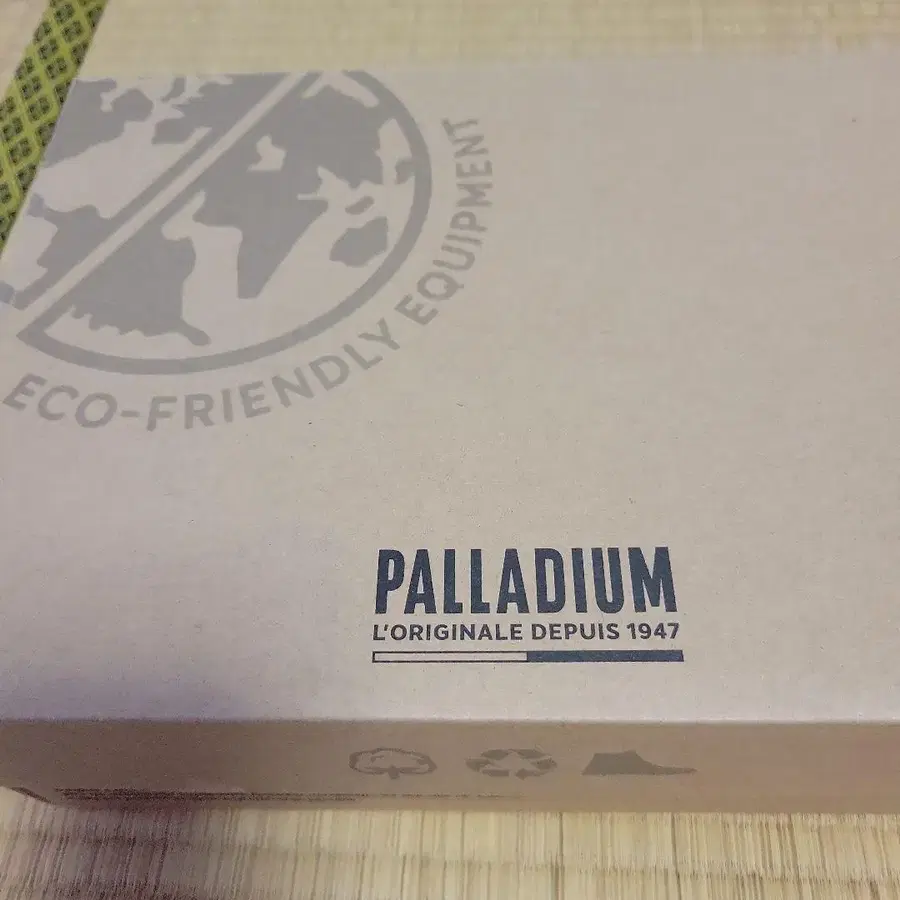 ECO-FRIENDLY EQUIPMENT
PALLADIUM
L'ORIGINALE DEPUIS 1947